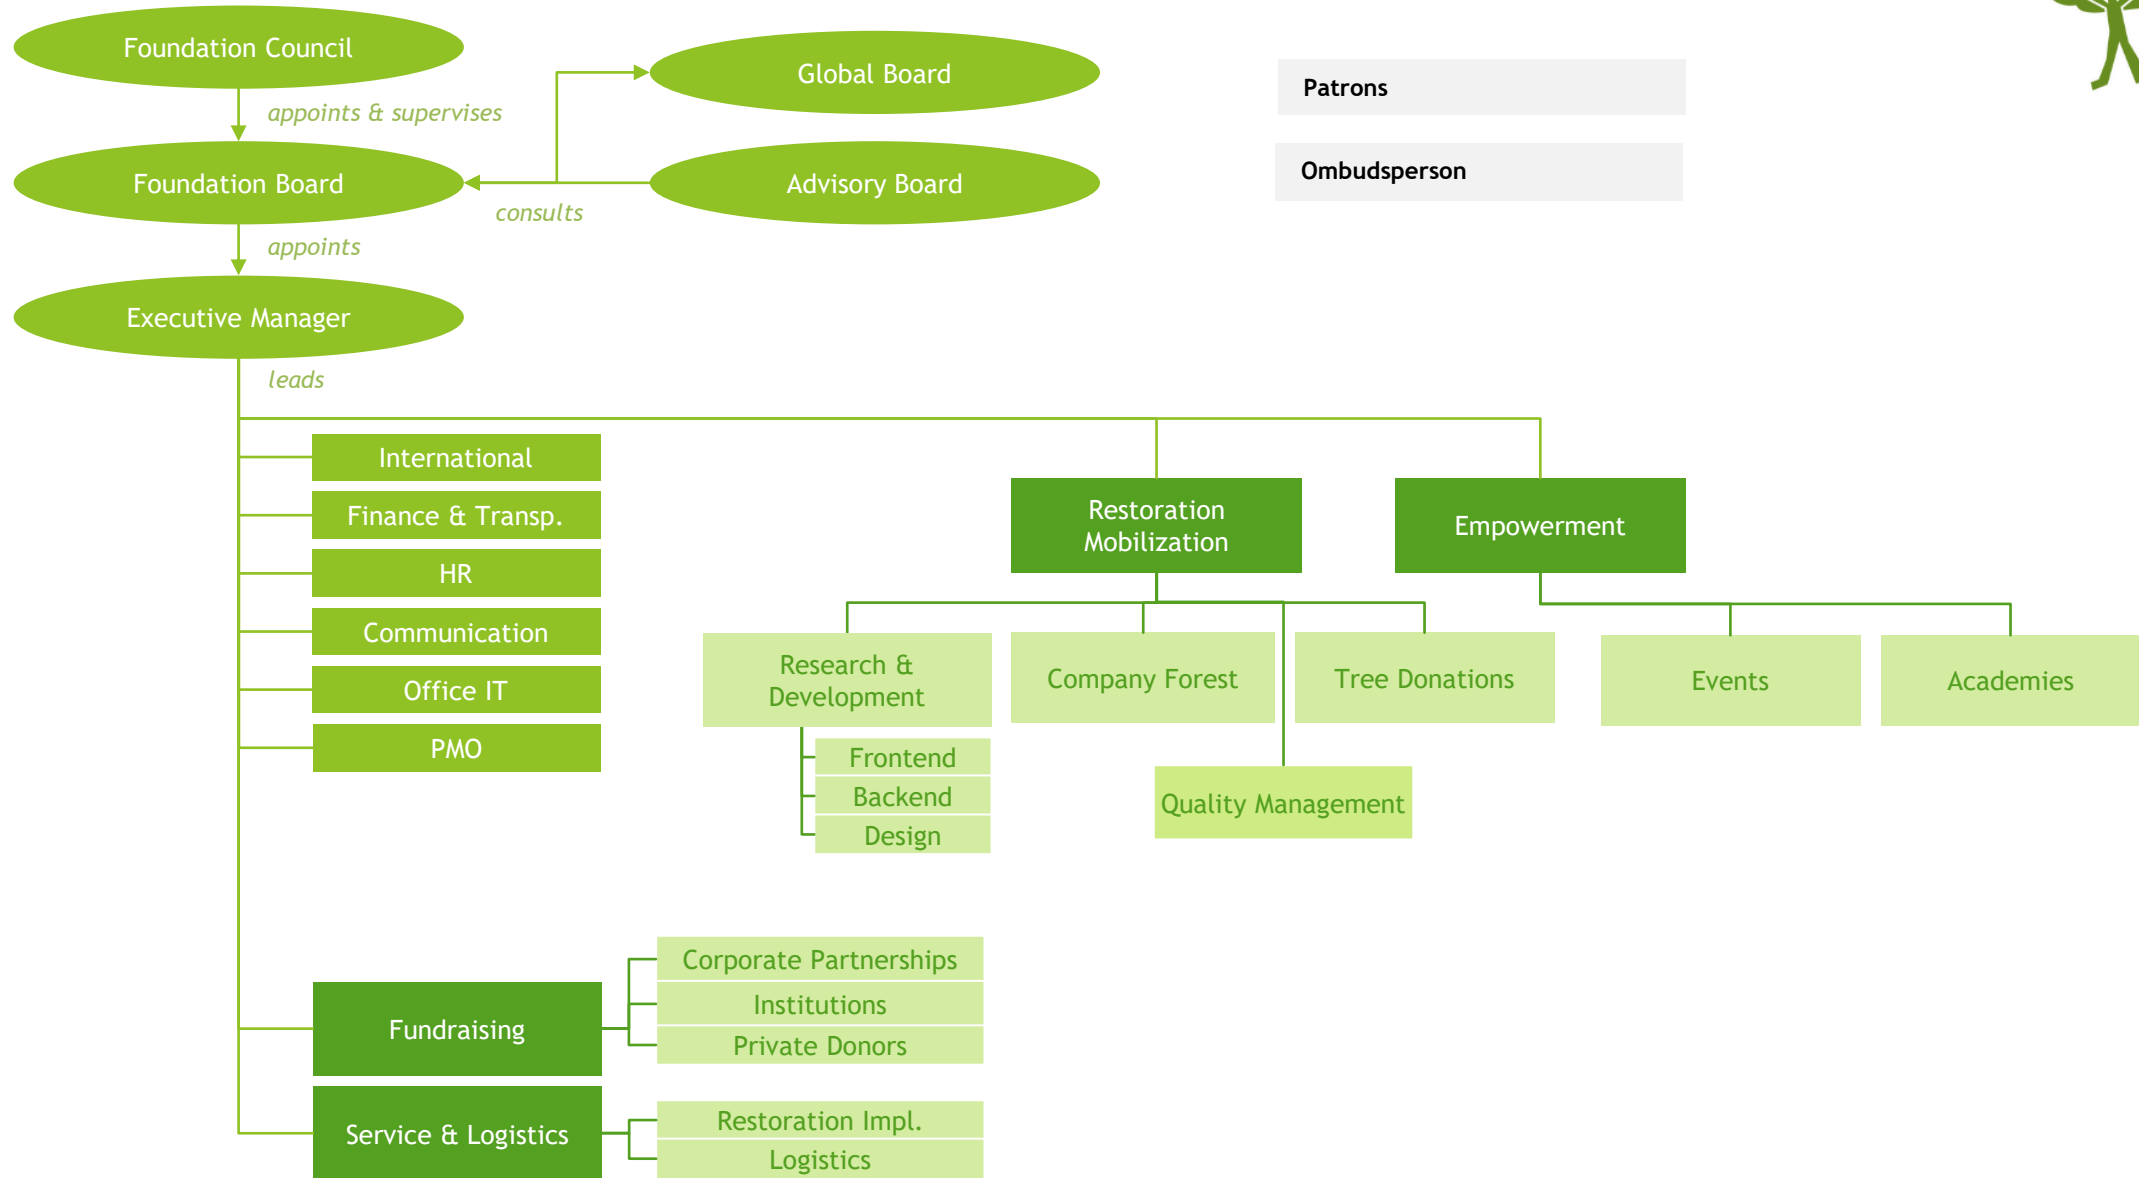 Foundation Council
appoints & supervises
Foundation Board
appoints
Executive Manager
leads
Global Board
Advisory Board
consults
Patrons
Ombudsperson
International
Finance & Transp.
HR
Communication
Office IT
PMO
Restoration
Mobilization
Empowerment
Research &
Development
Frontend
Backend
Design
Company Forest
Tree Donations
Quality Management
Events
Academies
Fundraising
Corporate Partnerships
Institutions
Private Donors
Service & Logistics
Restoration Impl.
Logistics